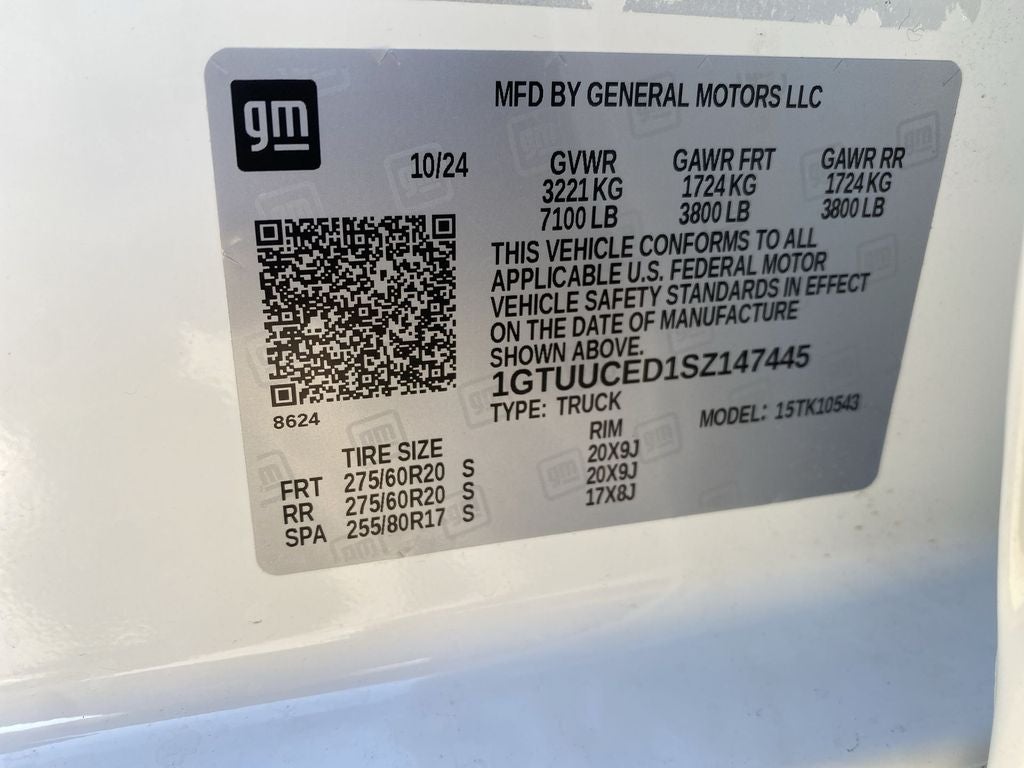 gm
MFD BY GENERAL MOTORS LLC
10/24
GVWR GAWR FRT GAWR RR
3221 KG 1724 KG 1724 KG
7100 LB 3800 LB 3800 LB
THIS VEHICLE CONFORMS TO ALL
APPLICABLE U.S. FEDERAL MOTOR
VEHICLE SAFETY STANDARDS IN EFFECT
ON THE DATE OF MANUFACTURE
SHOWN ABOVE.
1GTUUCED1SZ147445
TYPE: TRUCK MODEL: 15TK10543
8624
TIRE SIZE RIM
FRT 275/60R20 S 20X9J
RR 275/60R20 S 20X9J
SPA 255/80R17 S 17X8J